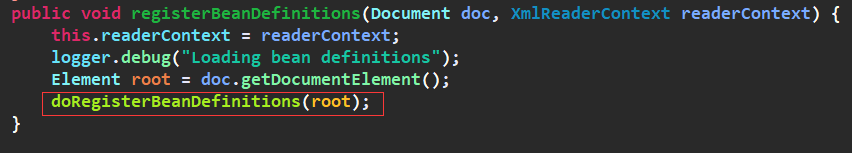 public void registerBeanDefinitions(Document doc, XmlReaderContext readerContext) {
this.readerContext = readerContext;
logger.debug("Loading bean definitions");
Element root = doc.getDocumentElement();
doRegisterBeanDefinitions(root);
}